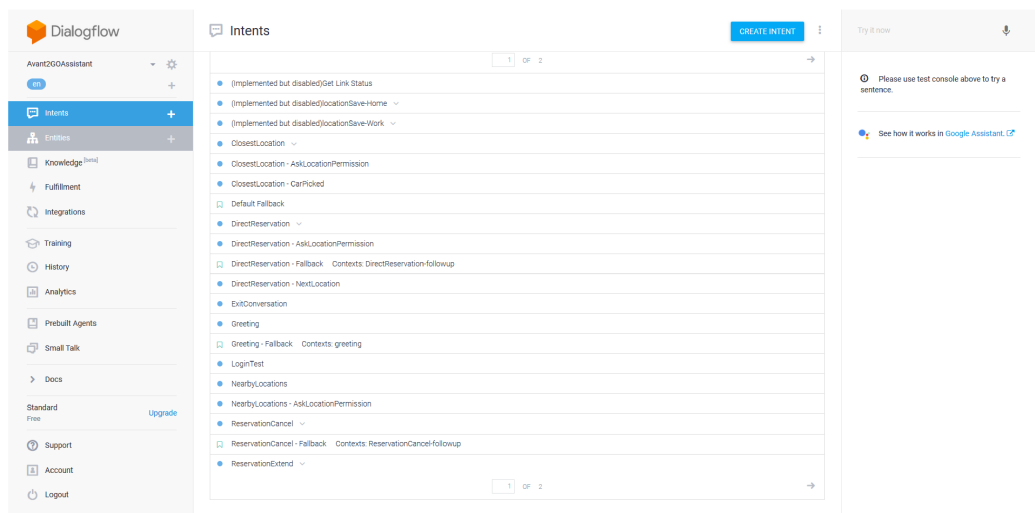 Dialogflow
Avant2GOAssistant
en
Intents
Entities
Knowledge [beta]
Fulfillment
Integrations
Training
History
Analytics
Prebuilt Agents
Small Talk
Docs
Standard
Free
Upgrade
Support
Account
Logout
Intents
CREATE INTENT
1 OF 2
(Implemented but disabled)Get Link Status
(Implemented but disabled)locationSave-Home
(Implemented but disabled)locationSave-Work
ClosestLocation
ClosestLocation - AskLocationPermission
ClosestLocation - CarPicked
Default Fallback
DirectReservation
DirectReservation - AskLocationPermission
DirectReservation - Fallback Contexts: DirectReservation-followup
DirectReservation - NextLocation
ExitConversation
Greeting
Greeting - Fallback Contexts: greeting
LoginTest
NearbyLocations
NearbyLocations - AskLocationPermission
ReservationCancel
ReservationCancel - Fallback Contexts: ReservationCancel-followup
ReservationExtend
1 OF 2
Try it now
Please use test console above to try a
sentence.
See how it works in Google Assistant.